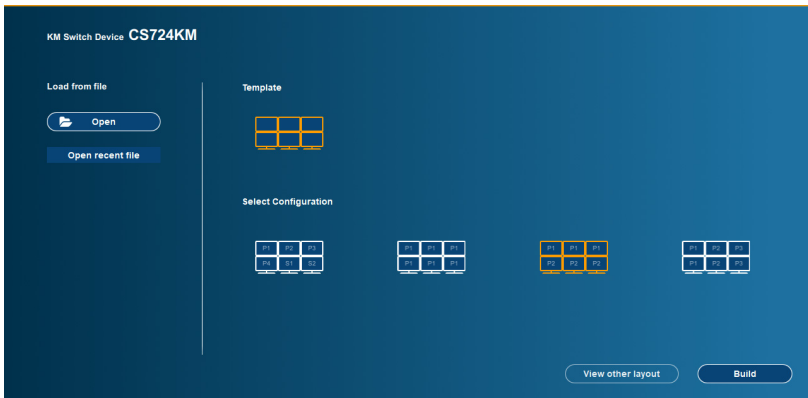 KM Switch Device CS724KM
Load from file
Open
Open recent file
Template
Select Configuration
P1 P2 P3
P4 S1 S2
P1 P1 P1
P1 P1 P1
P1 P1 P1
P2 P2 P2
P1 P2 P3
P1 P2 P3
View other layout
Build